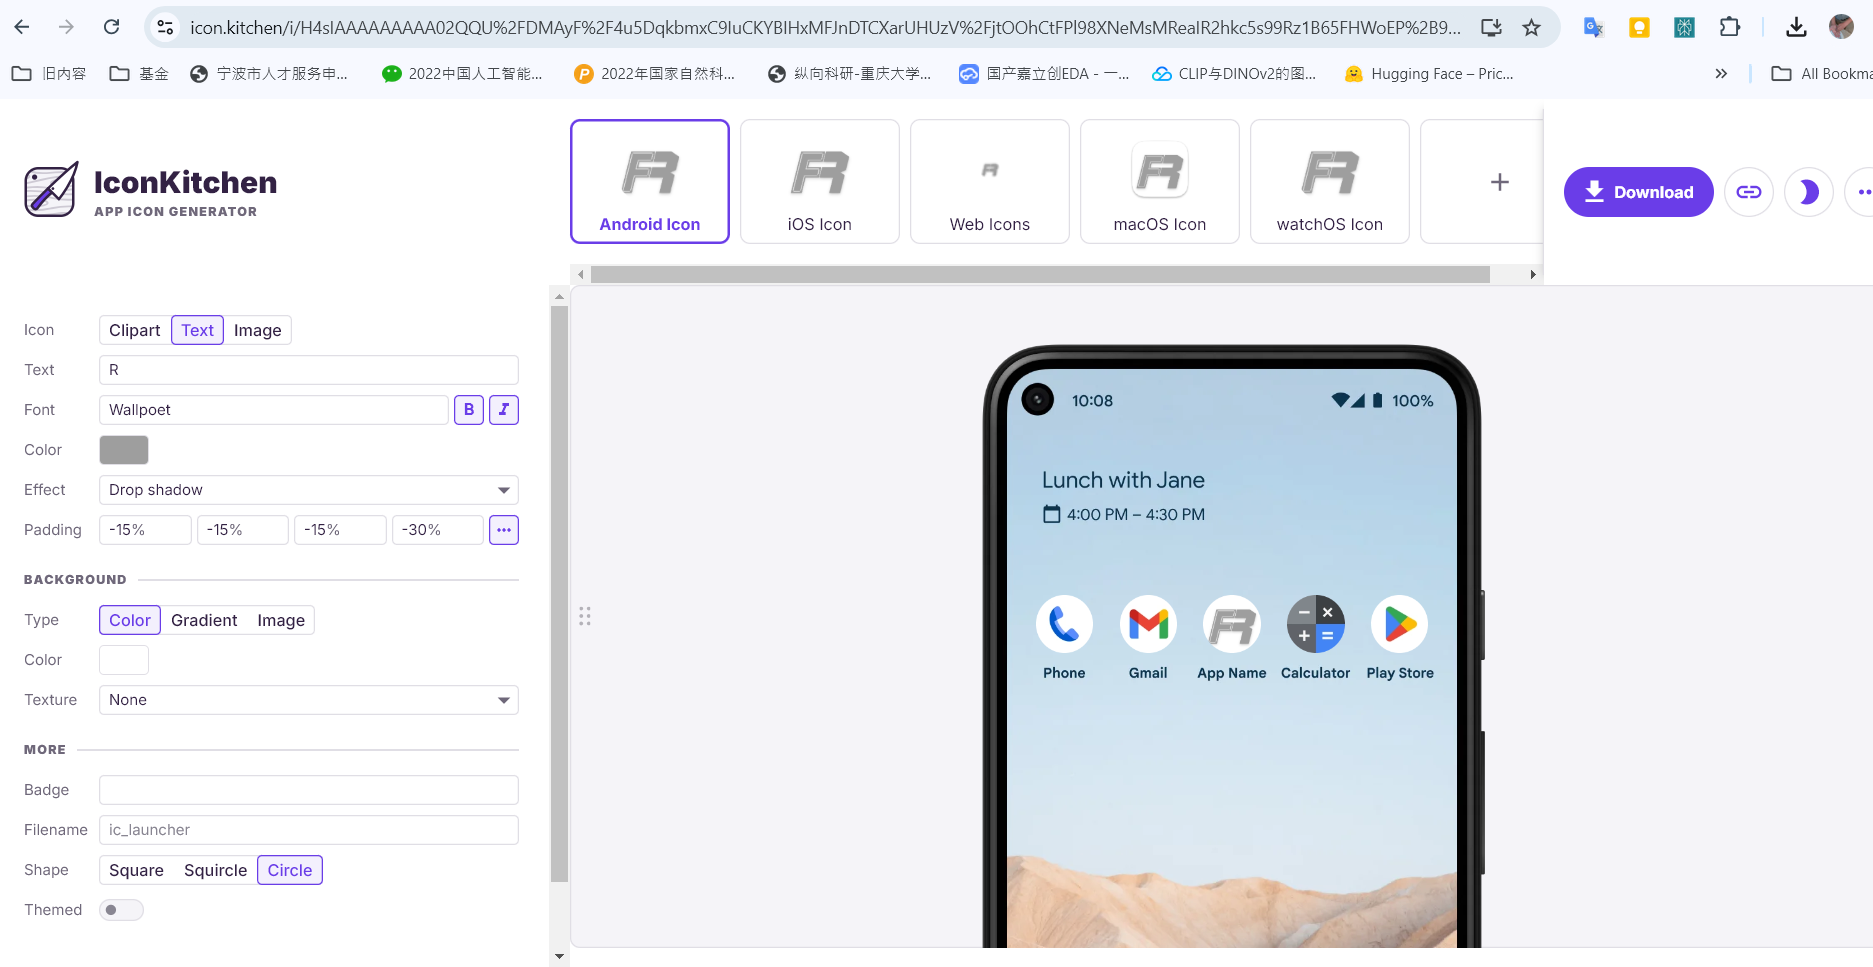 icon.kitchen/i/H4sIAAAAAAAAA02QQU%2FDMAyF%2F4u5DqkbmxC9IuCKYBIHxMFJnDTCXarUHUzV%2FjtOOhCtFPl98XNeMsMRealR2hkc5s99Rz1B65FHWoEP%2B9...
旧内容
基金
宁波市人才服务申...
2022中国人工智能...
2022年国家自然科...
纵向科研-重庆大学...
国产嘉立创EDA - 一...
CLIP与DINOv2的图...
Hugging Face – Pric...
»
All Bookma
IconKitchen
APP ICON GENERATOR
FR
Android Icon
FR
iOS Icon
R
Web Icons
FR
macOS Icon
FR
watchOS Icon
+
Download
Icon
Clipart
Text
Image
Text
R
Font
Wallpoet
B
I
Color
Effect
Drop shadow
Padding
-15%
-15%
-15%
-30%
BACKGROUND
Type
Color
Gradient
Image
Color
Texture
None
MORE
Badge
Filename
ic_launcher
Shape
Square
Squircle
Circle
Themed
10:08
100%
Lunch with Jane
4:00 PM – 4:30 PM
FR
Phone
Gmail
App Name
Calculator
Play Store